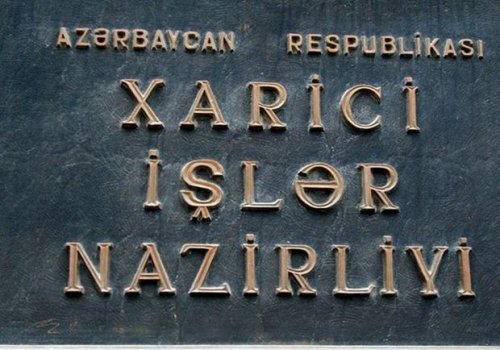 AZƏRBAYCAN RESPUBLİKASI
XARİCİ
İŞLƏR
NAZİRLİYİ